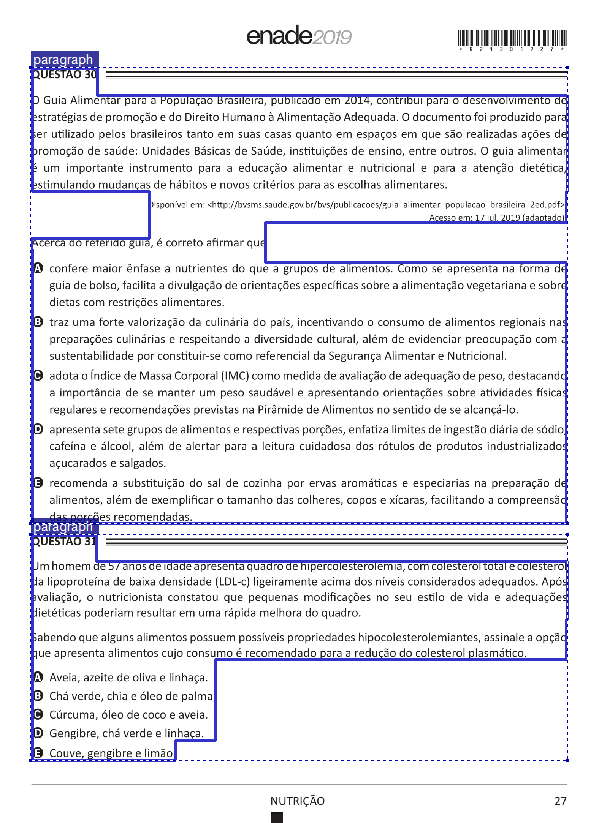 enade2019
paragraph
QUESTÃO 30
O Guia Alimentar para a População Brasileira, publicado em 2014, contribui para o desenvolvimento de
estratégias de promoção e do Direito Humano à Alimentação Adequada. O documento foi produzido para
ser utilizado pelos brasileiros tanto em suas casas quanto em espaços em que são realizadas ações de
promoção de saúde: Unidades Básicas de Saúde, instituições de ensino, entre outros. O guia alimentar
é um importante instrumento para a educação alimentar e nutricional e para a atenção dietética,
estimulando mudanças de hábitos e novos critérios para as escolhas alimentares.
Disponível em: <http://bvsms.saude.gov.br/bvs/publicacoes/guia_alimentar_populacao_brasileira_2ed.pdf>.
Acesso em: 17 jul. 2019 (adaptado).
Acerca do referido guia, é correto afirmar que
A confere maior ênfase a nutrientes do que a grupos de alimentos. Como se apresenta na forma de
guia de bolso, facilita a divulgação de orientações específicas sobre a alimentação vegetariana e sobre
dietas com restrições alimentares.
B traz uma forte valorização da culinária do país, incentivando o consumo de alimentos regionais nas
preparações culinárias e respeitando a diversidade cultural, além de evidenciar preocupação com a
sustentabilidade por constituir-se como referencial da Segurança Alimentar e Nutricional.
C adota o Índice de Massa Corporal (IMC) como medida de avaliação de adequação de peso, destacando
a importância de se manter um peso saudável e apresentando orientações sobre atividades físicas
regulares e recomendações previstas na Pirâmide de Alimentos no sentido de se alcançá-lo.
D apresenta sete grupos de alimentos e respectivas porções, enfatiza limites de ingestão diária de sódio,
cafeína e álcool, além de alertar para a leitura cuidadosa dos rótulos de produtos industrializados
açucarados e salgados.
E recomenda a substituição do sal de cozinha por ervas aromáticas e especiarias na preparação de
alimentos, além de exemplificar o tamanho das colheres, copos e xícaras, facilitando a compreensão
das porções recomendadas.
paragraph
QUESTÃO 31
Um homem de 57 anos de idade apresenta quadro de hipercolesterolemia, com colesterol total e colesterol
da lipoproteína de baixa densidade (LDL-c) ligeiramente acima dos níveis considerados adequados. Após
avaliação, o nutricionista constatou que pequenas modificações no seu estilo de vida e adequações
dietéticas poderiam resultar em uma rápida melhora do quadro.
Sabendo que alguns alimentos possuem possíveis propriedades hipocolesterolemiantes, assinale a opção
que apresenta alimentos cujo consumo é recomendado para a redução do colesterol plasmático.
A Aveia, azeite de oliva e linhaça.
B Chá verde, chia e óleo de palma.
C Cúrcuma, óleo de coco e aveia.
D Gengibre, chá verde e linhaça.
E Couve, gengibre e limão.
NUTRIÇÃO
27